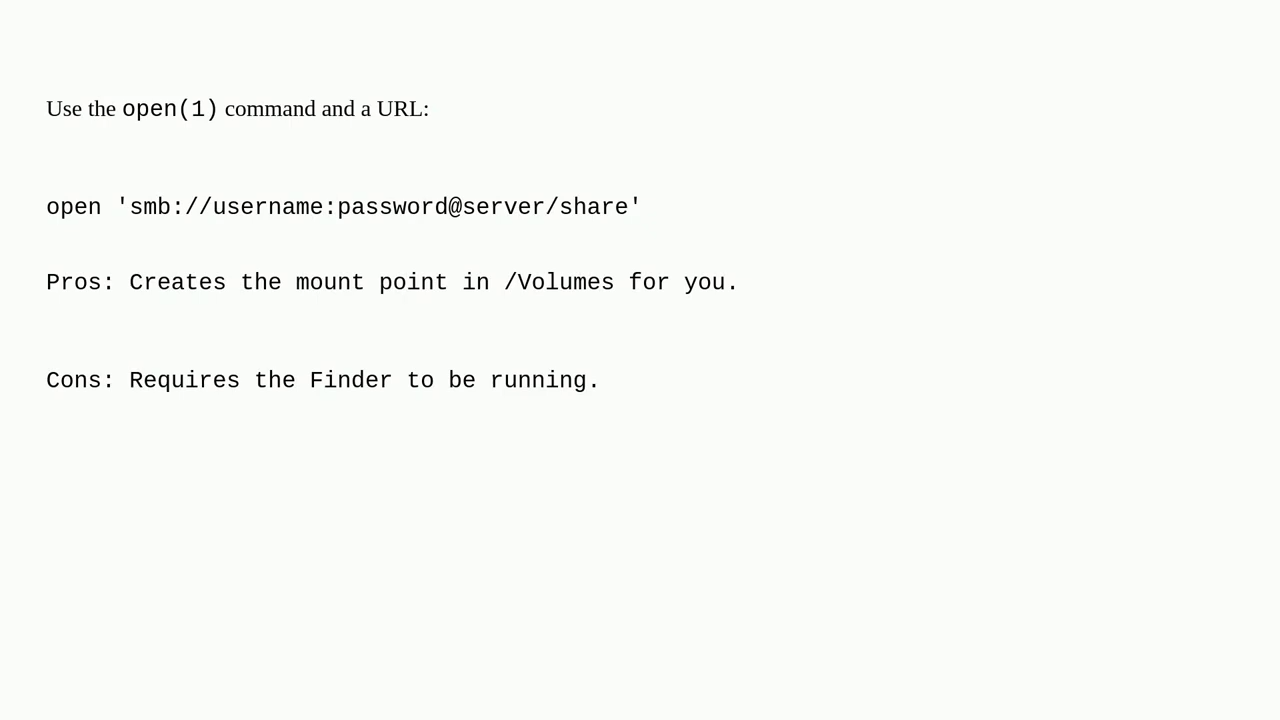 Use the open(1) command and a URL:
open 'smb://username:password@server/share'
Pros: Creates the mount point in /Volumes for you.
Cons: Requires the Finder to be running.